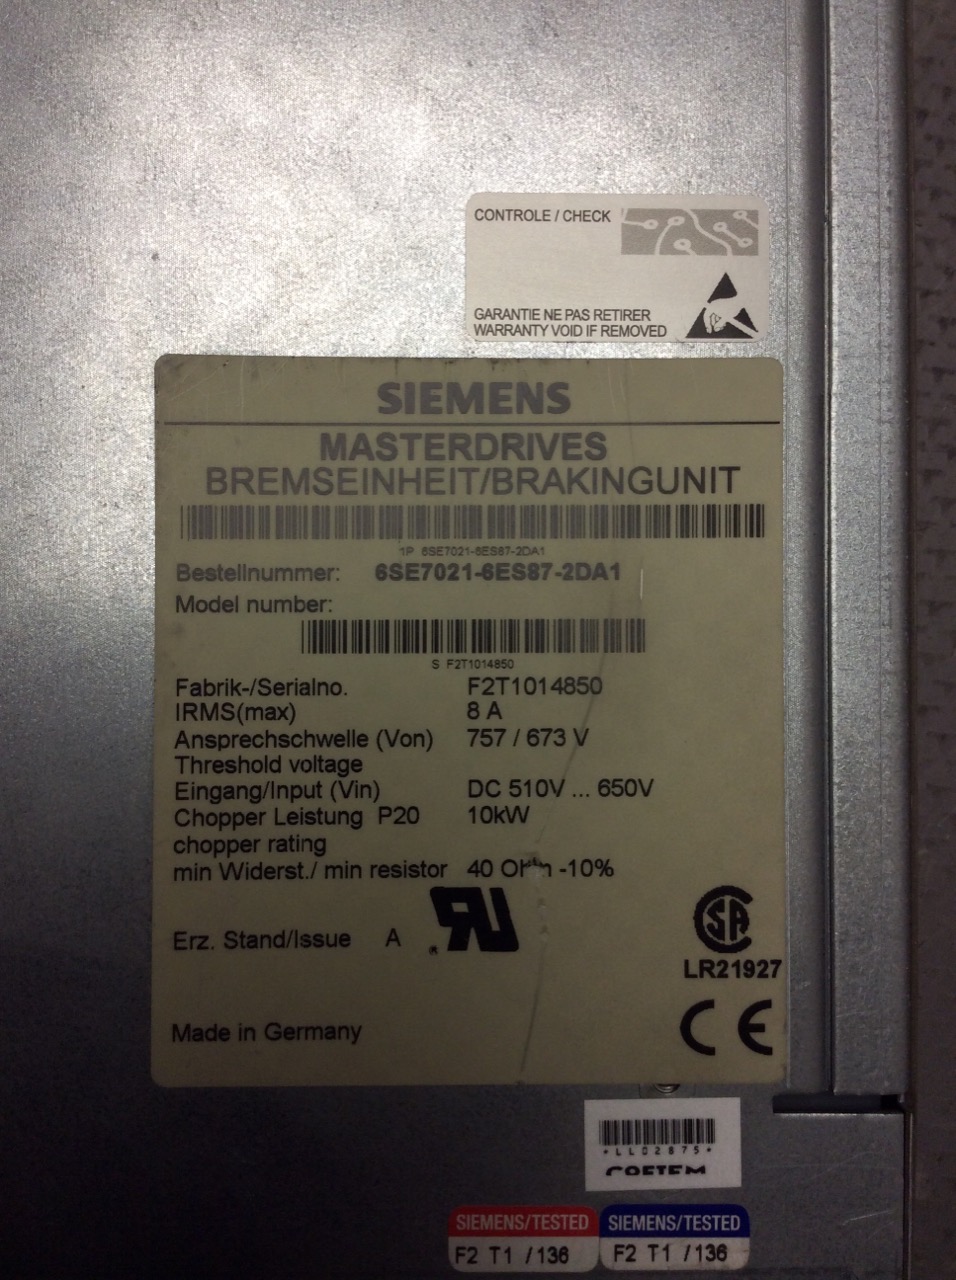 CONTROLE / CHECK
GARANTIE NE PAS RETIRER
WARRANTY VOID IF REMOVED
SIEMENS
MASTERDRIVES
BREMSEINHEIT/BRAKINGUNIT
1P 6SE7021-6ES87-2DA1
Bestellnummer: 6SE7021-6ES87-2DA1
Model number:
S F2T1014850
Fabrik-/Serialno. F2T1014850
IRMS(max) 8 A
Ansprechschwelle (Von) 757 / 673 V
Threshold voltage
Eingang/Input (Vin) DC 510V ... 650V
Chopper Leistung P20 10kW
chopper rating
min Widerst./ min resistor 40 Ohm -10%
Erz. Stand/Issue A
LR21927
Made in Germany
CE
*LL02875*
SIEMENS/TESTED SIEMENS/TESTED
F2 T1 /136 F2 T1 /136